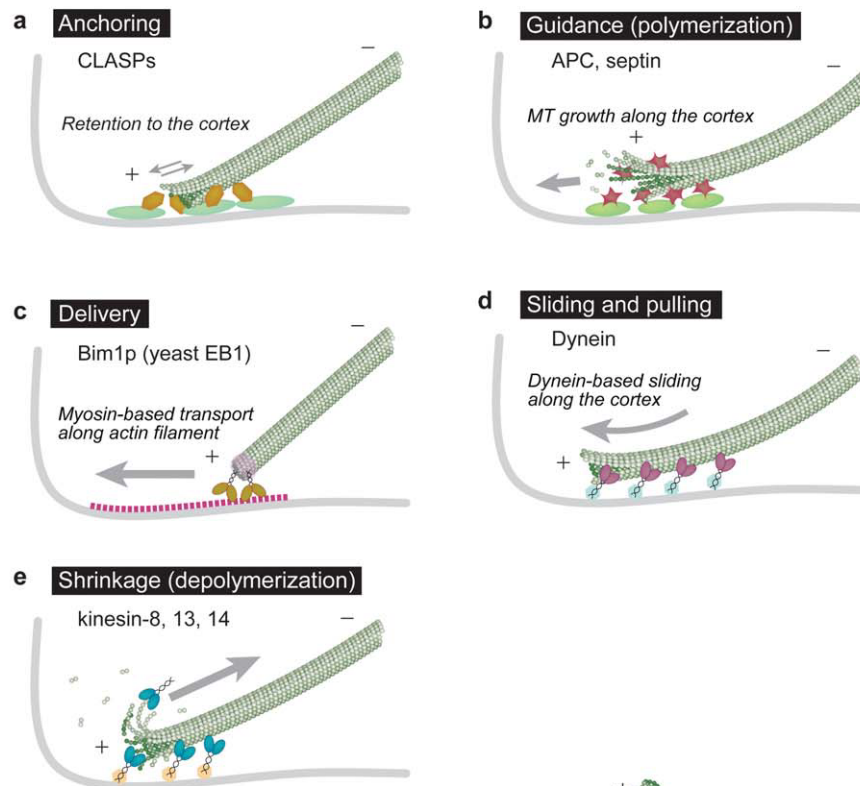 a Anchoring
CLASPs
−
Retention to the cortex
+
b Guidance (polymerization)
APC, septin
−
MT growth along the cortex
+
c Delivery
−
Bim1p (yeast EB1)
Myosin-based transport
along actin filament
+
d Sliding and pulling
Dynein
−
Dynein-based sliding
along the cortex
+
e Shrinkage (depolymerization)
kinesin-8, 13, 14
−
+